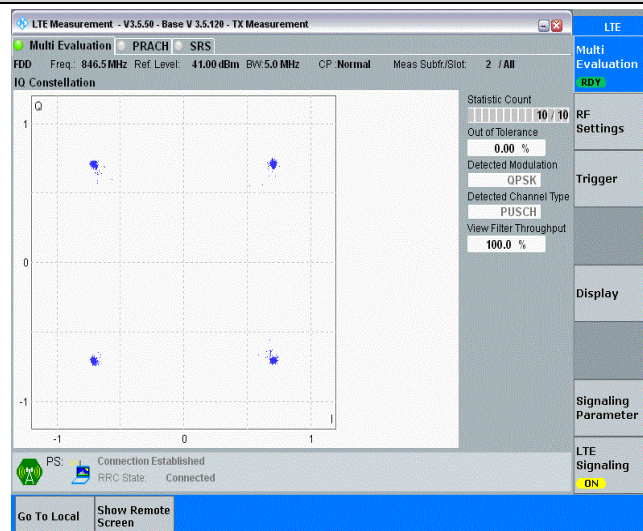 LTE Measurement - V3.5.50 - Base V 3.5.120 - TX Measurement
LTE
Multi Evaluation PRACH SRS
FDD Freq.: 846.5 MHz Ref. Level: 41.00 dBm BW:5.0 MHz CP :Normal Meas Subfr./Slot: 2 / All
IQ Constellation
Q
1
0
-1
I
-1 0 1
Statistic Count
10 / 10
Out of Tolerance
0.00 %
Detected Modulation
QPSK
Detected Channel Type
PUSCH
View Filter Throughput
100.0 %
Multi
Evaluation
RDY
RF
Settings
Trigger
Display
Signaling
Parameter
LTE
Signaling
ON
PS: Connection Established
RRC State: Connected
Go To Local
Show Remote
Screen